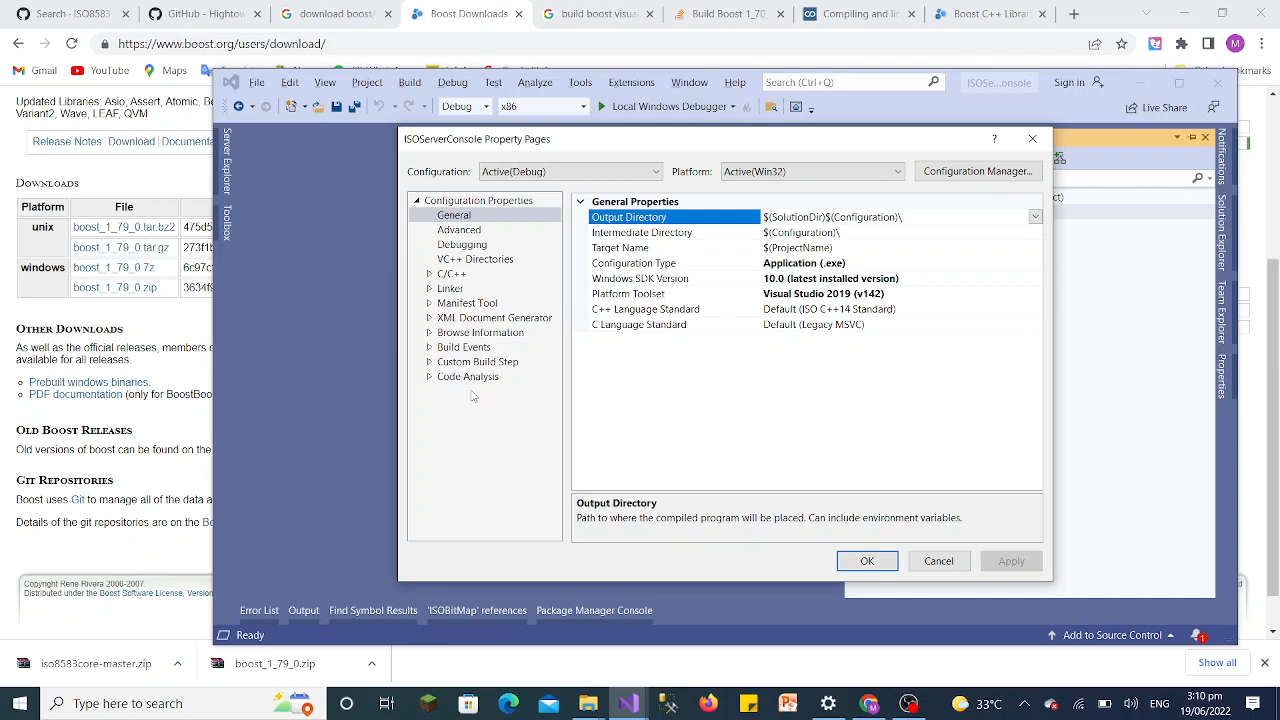 Search - ISO8583
GitHub - Hightow
download boost/
Boost Downloads
build boost visual
Build boost 1_70_
Compiling and lin
Boost C++ Librar
https://www.boost.org/users/download/
Gmail
YouTube
Maps
Updated Libraries: Asio, Assert, Atomic, Be
Variant2, Wave, LEAF, QVM
Release Notes
Download
Documenta
DOWNLOADS
Platform
File
unix
boost_1_79_0.tar.bz2
475d5
boost_1_79_0.tar.gz
273f1
windows
boost_1_79_0.7z
6c97c
boost_1_79_0.zip
3634f9
OTHER DOWNLOADS
As well as the official releases, members o
available for all releases.
Prebuilt windows binaries.
PDF documentation (only for BoostBoo
OLD BOOST RELEASES
Old versions of boost can be found on the
GIT REPOSITORIES
Boost uses Git to manage all of the data a
Details of the git repositories are on the Bo
Copyright Rene Rivera 2006-2007.
Distributed under the Boost Software License, Version
File
Edit
View
Project
Build
Debug
Test
Analyze
Tools
Extensions
Window
Help
Search (Ctrl+Q)
ISOSe...onsole
Sign in
Debug
x86
Local Windows Debugger
Live Share
Server Explorer
Toolbox
Notifications
Solution Explorer
Team Explorer
Properties
ISOServerConsole Property Pages
?
Configuration:
Active(Debug)
Platform:
Active(Win32)
Configuration Manager...
Configuration Properties
General
Advanced
Debugging
VC++ Directories
C/C++
Linker
Manifest Tool
XML Document Generator
Browse Information
Build Events
Custom Build Step
Code Analysis
General Properties
Output Directory
$(SolutionDir)$(Configuration)\
Intermediate Directory
$(Configuration)\
Target Name
$(ProjectName)
Configuration Type
Application (.exe)
Windows SDK Version
10.0 (latest installed version)
Platform Toolset
Visual Studio 2019 (v142)
C++ Language Standard
Default (ISO C++14 Standard)
C Language Standard
Default (Legacy MSVC)
Output Directory
Path to where the compiled program will be placed. Can include environment variables.
OK
Cancel
Apply
Error List
Output
Find Symbol Results
'ISOBitMap' references
Package Manager Console
Ready
Add to Source Control
1
iso8583core-master.zip
boost_1_79_0.zip
Show all
Type here to search
33°C
ENG
3:10 pm
19/06/2022